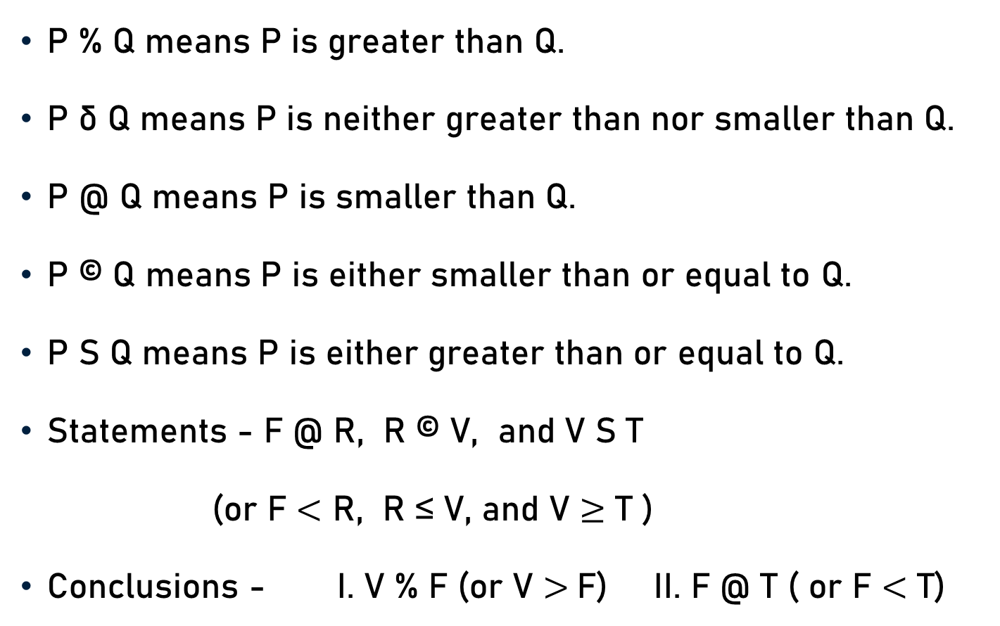 • P % Q means P is greater than Q.
• P δ Q means P is neither greater than nor smaller than Q.
• P @ Q means P is smaller than Q.
• P © Q means P is either smaller than or equal to Q.
• P S Q means P is either greater than or equal to Q.
• Statements - F @ R, R © V, and V S T
(or F < R, R ≤ V, and V ≥ T )
• Conclusions - I. V % F (or V > F) II. F @ T ( or F < T)